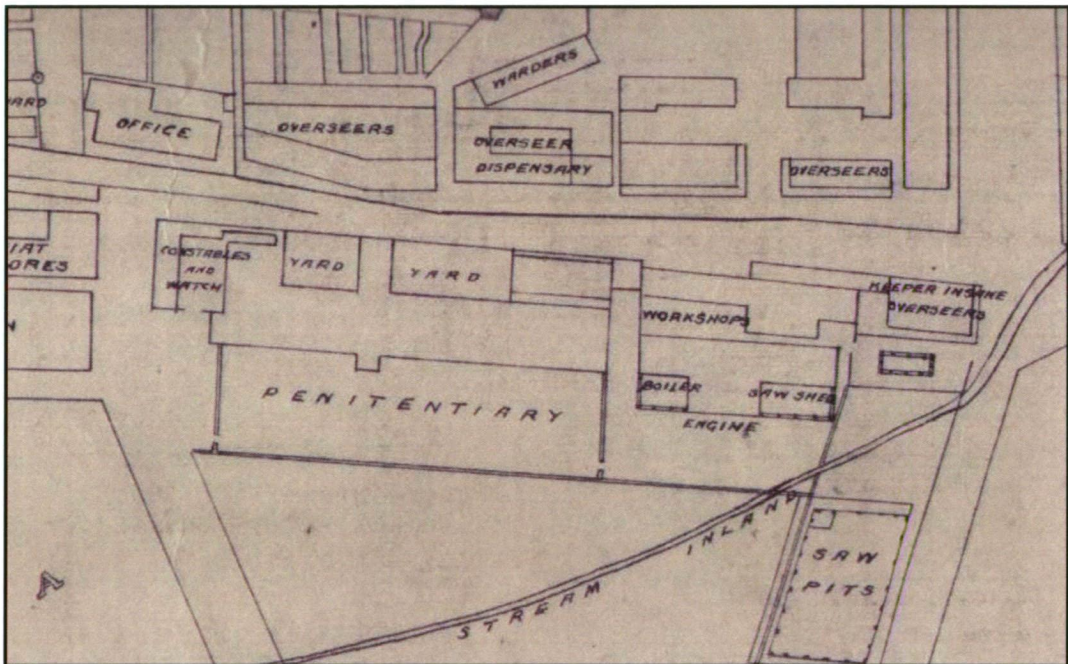 WARDERS
OFFICE
OVERSEERS
OVERSEER
DISPENSARY
OVERSEERS
CONSTABLES
AND
WATCH
YARD
YARD
KEEPER INSANE
OVERSEERS
WORKSHOPS
PENITENTIARY
BOILER
SAW SHED
ENGINE
STREAM INLAND
SAW
PITS